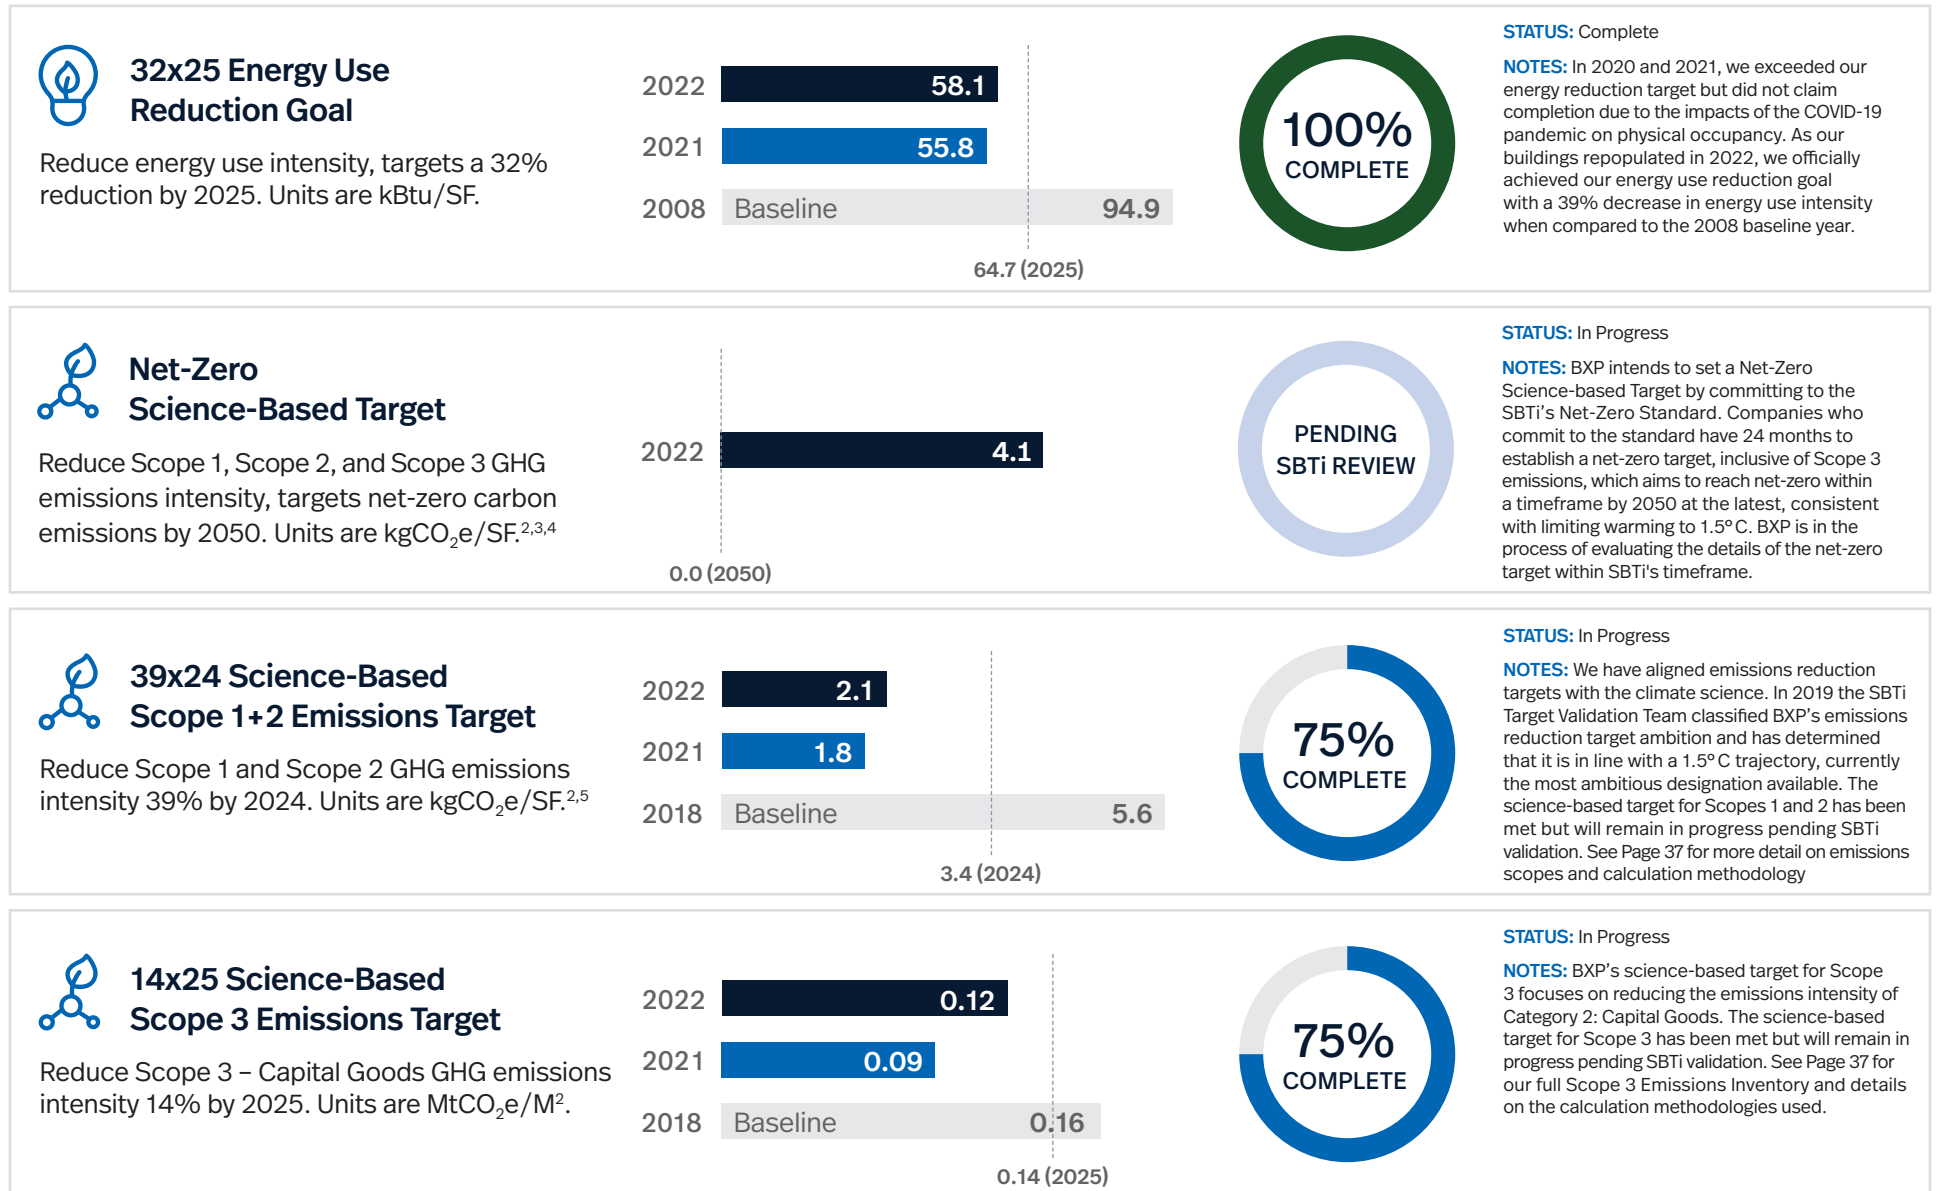 32x25 Energy Use
Reduction Goal
Reduce energy use intensity, targets a 32%
reduction by 2025. Units are kBtu/SF.
2022 58.1
2021 55.8
2008 Baseline 94.9
64.7 (2025)
100%
COMPLETE
STATUS: Complete
NOTES: In 2020 and 2021, we exceeded our
energy reduction target but did not claim
completion due to the impacts of the COVID-19
pandemic on physical occupancy. As our
buildings repopulated in 2022, we officially
achieved our energy use reduction goal
with a 39% decrease in energy use intensity
when compared to the 2008 baseline year.
Net-Zero
Science-Based Target
Reduce Scope 1, Scope 2, and Scope 3 GHG
emissions intensity, targets net-zero carbon
emissions by 2050. Units are kgCO₂e/SF.²,³,⁴
2022 4.1
0.0 (2050)
PENDING
SBTi REVIEW
STATUS: In Progress
NOTES: BXP intends to set a Net-Zero
Science-based Target by committing to the
SBTi's Net-Zero Standard. Companies who
commit to the standard have 24 months to
establish a net-zero target, inclusive of Scope 3
emissions, which aims to reach net-zero within
a timeframe by 2050 at the latest, consistent
with limiting warming to 1.5° C. BXP is in the
process of evaluating the details of the net-zero
target within SBTi's timeframe.
39x24 Science-Based
Scope 1+2 Emissions Target
Reduce Scope 1 and Scope 2 GHG emissions
intensity 39% by 2024. Units are kgCO₂e/SF.²,⁵
2022 2.1
2021 1.8
2018 Baseline 5.6
3.4 (2024)
75%
COMPLETE
STATUS: In Progress
NOTES: We have aligned emissions reduction
targets with the climate science. In 2019 the SBTi
Target Validation Team classified BXP's emissions
reduction target ambition and has determined
that it is in line with a 1.5° C trajectory, currently
the most ambitious designation available. The
science-based target for Scopes 1 and 2 has been
met but will remain in progress pending SBTi
validation. See Page 37 for more detail on emissions
scopes and calculation methodology
14x25 Science-Based
Scope 3 Emissions Target
Reduce Scope 3 – Capital Goods GHG emissions
intensity 14% by 2025. Units are MtCO₂e/M².
2022 0.12
2021 0.09
2018 Baseline 0.16
0.14 (2025)
75%
COMPLETE
STATUS: In Progress
NOTES: BXP's science-based target for Scope
3 focuses on reducing the emissions intensity of
Category 2: Capital Goods. The science-based
target for Scope 3 has been met but will remain in
progress pending SBTi validation. See Page 37 for
our full Scope 3 Emissions Inventory and details
on the calculation methodologies used.